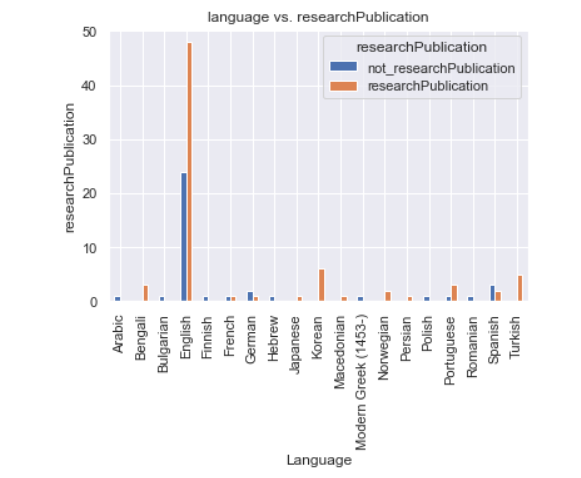 language vs. researchPublication
researchPublication
not_researchPublication
researchPublication
researchPublication
50
40
30
20
10
0
Arabic
Bengali
Bulgarian
English
Finnish
French
German
Hebrew
Japanese
Korean
Macedonian
Modern Greek (1453-)
Norwegian
Persian
Polish
Portuguese
Romanian
Spanish
Turkish
Language